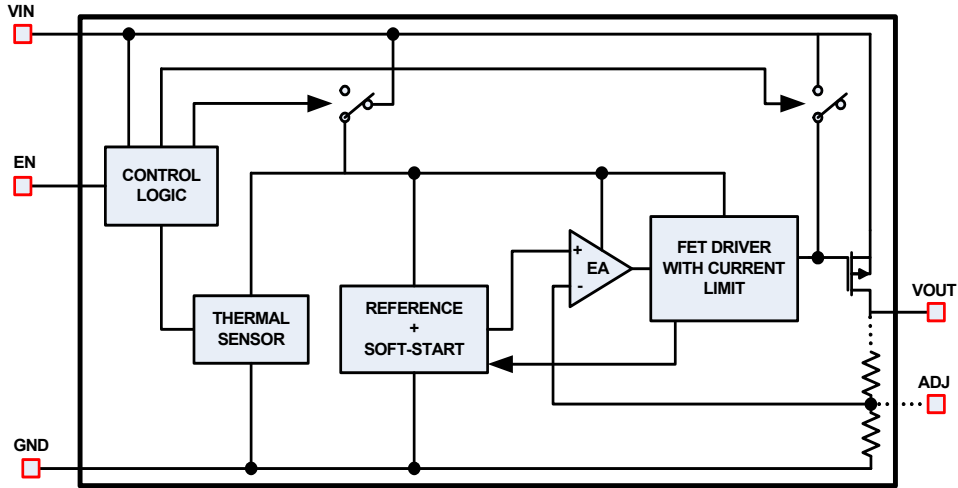 VIN
EN
CONTROL
LOGIC
+
EA
-
FET DRIVER
WITH CURRENT
LIMIT
VOUT
THERMAL
SENSOR
REFERENCE
+
SOFT-START
ADJ
GND